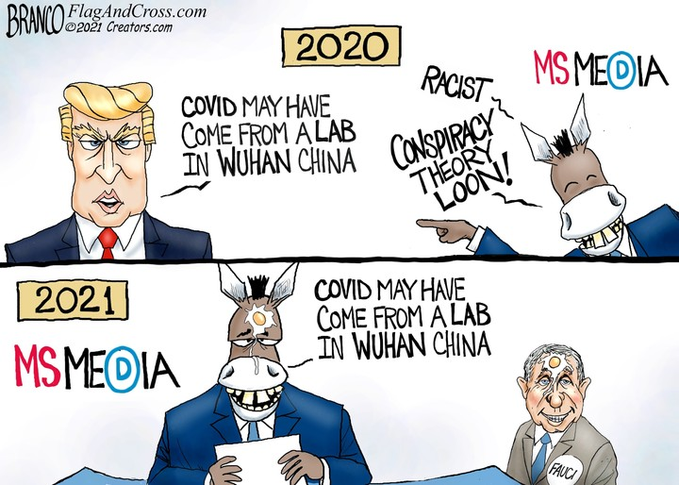 BRANCO
FlagAndCross.com
©2021 Creators.com
2020
COVID MAY HAVE
COME FROM A LAB
IN WUHAN CHINA
RACIST
CONSPIRACY
THEORY
LOON!
MS MEDIA
2021
MS MEDIA
COVID MAY HAVE
COME FROM A LAB
IN WUHAN CHINA
FAUCI